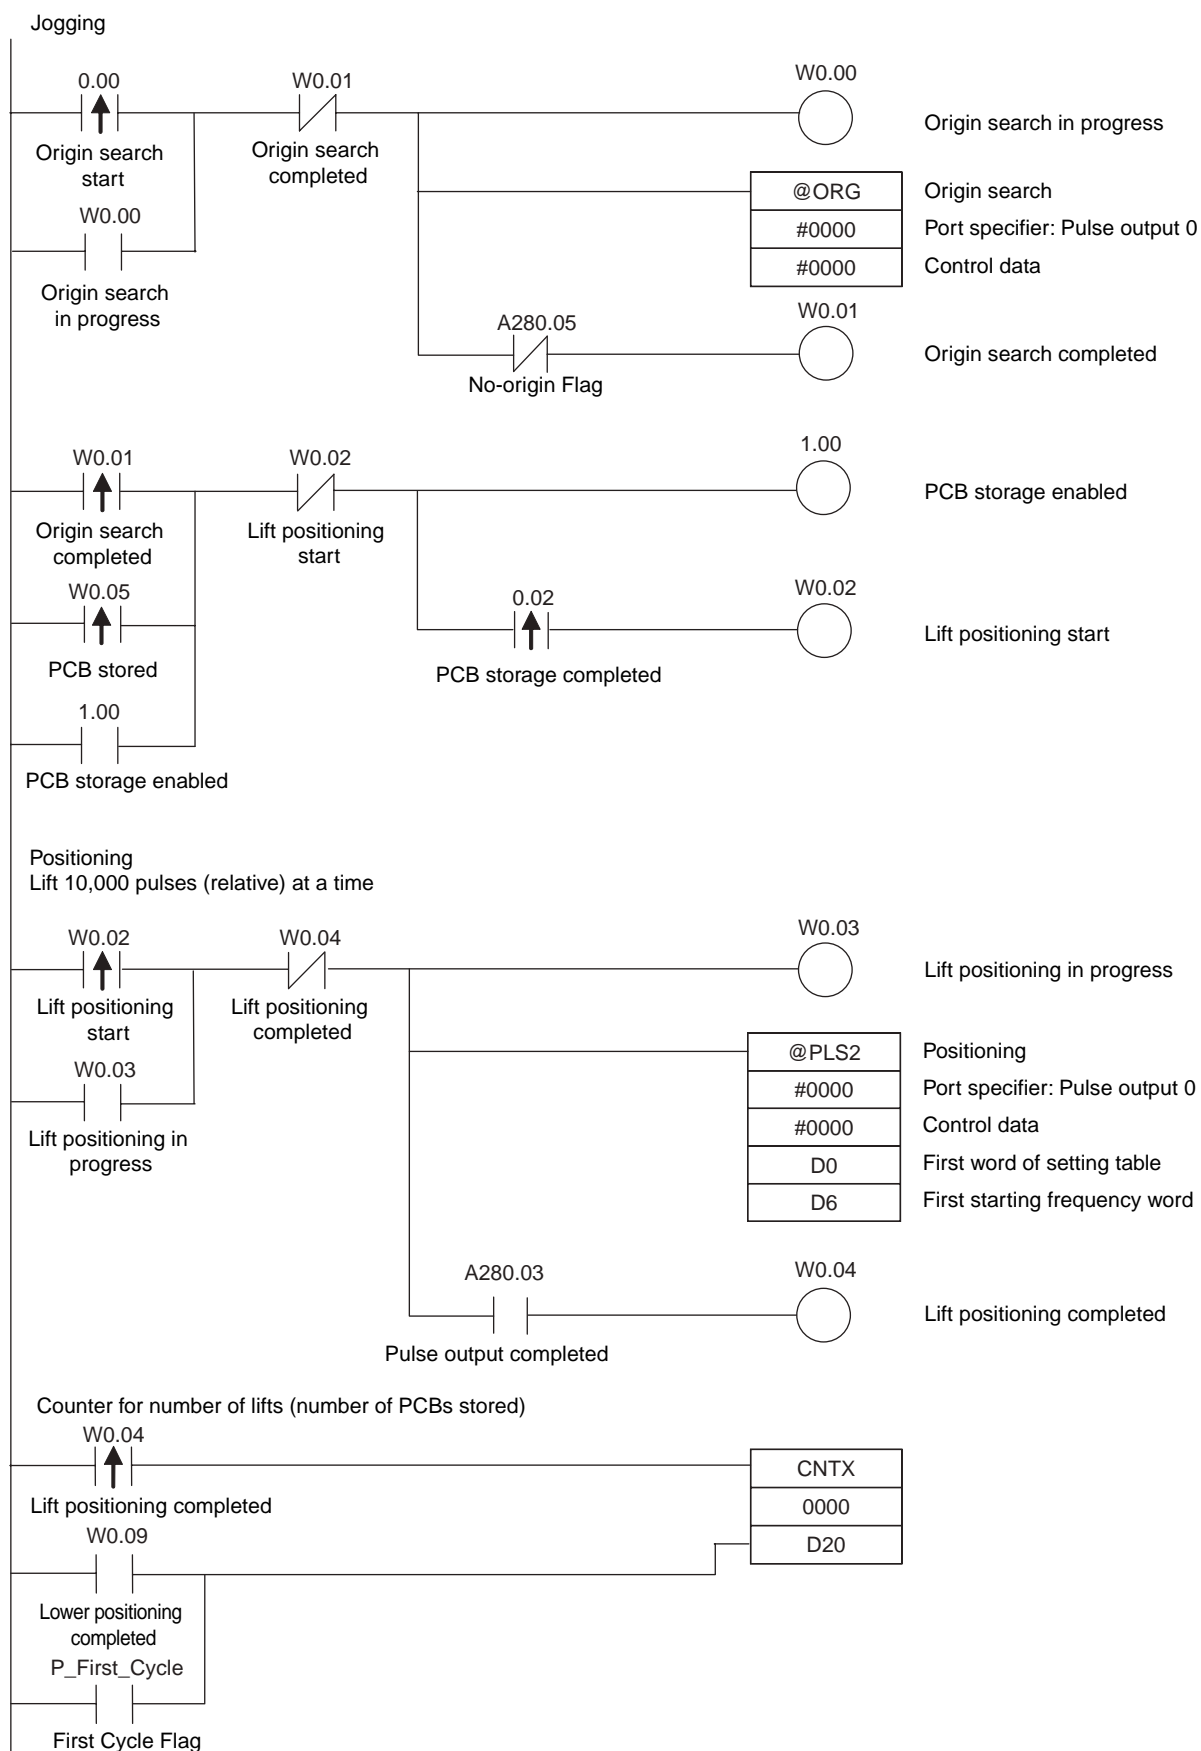 Jogging
0.00
W0.01
W0.00
Origin search in progress
Origin search
start
Origin search
completed
W0.00
@ORG
Origin search
#0000
Port specifier: Pulse output 0
#0000
Control data
Origin search
in progress
W0.01
A280.05
Origin search completed
No-origin Flag
W0.01
W0.02
1.00
PCB storage enabled
Origin search
completed
Lift positioning
start
W0.05
0.02
W0.02
Lift positioning start
PCB stored
PCB storage completed
1.00
PCB storage enabled
Positioning
Lift 10,000 pulses (relative) at a time
W0.02
W0.04
W0.03
Lift positioning in progress
Lift positioning
start
Lift positioning
completed
W0.03
@PLS2
Positioning
#0000
Port specifier: Pulse output 0
#0000
Control data
Lift positioning in
progress
D0
First word of setting table
D6
First starting frequency word
A280.03
W0.04
Lift positioning completed
Pulse output completed
Counter for number of lifts (number of PCBs stored)
W0.04
CNTX
Lift positioning completed
0000
W0.09
D20
Lower positioning
completed
P_First_Cycle
First Cycle Flag